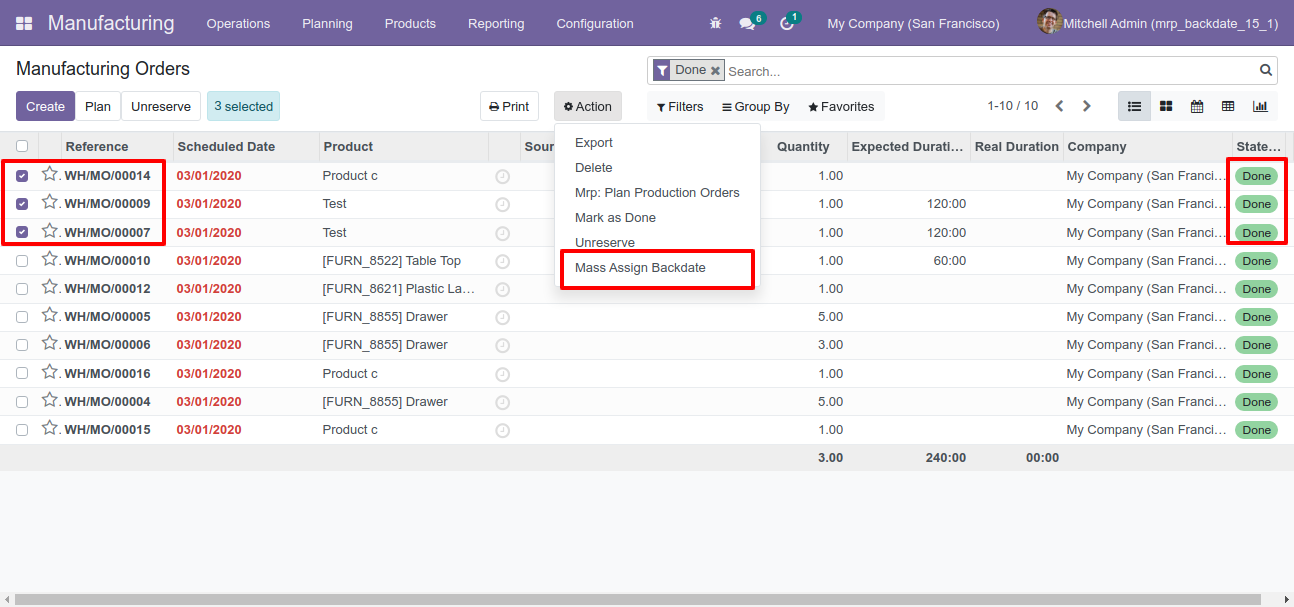 Manufacturing Operations Planning Products Reporting Configuration 6 1 My Company (San Francisco) Mitchell Admin (mrp_backdate_15_1)
Manufacturing Orders Done Search...
Create Plan Unreserve 3 selected Print Action Filters Group By Favorites 1-10 / 10
Export
Delete
Mrp: Plan Production Orders
Mark as Done
Unreserve
Mass Assign Backdate
Reference Scheduled Date Product Sour Quantity Expected Durati... Real Duration Company State...
WH/MO/00014 03/01/2020 Product c 1.00 My Company (San Franci... Done
WH/MO/00009 03/01/2020 Test 1.00 120:00 My Company (San Franci... Done
WH/MO/00007 03/01/2020 Test 1.00 120:00 My Company (San Franci... Done
WH/MO/00010 03/01/2020 [FURN_8522] Table Top 1.00 60:00 My Company (San Franci... Done
WH/MO/00012 03/01/2020 [FURN_8621] Plastic La... 1.00 My Company (San Franci... Done
WH/MO/00005 03/01/2020 [FURN_8855] Drawer 5.00 My Company (San Franci... Done
WH/MO/00006 03/01/2020 [FURN_8855] Drawer 3.00 My Company (San Franci... Done
WH/MO/00016 03/01/2020 Product c 1.00 My Company (San Franci... Done
WH/MO/00004 03/01/2020 [FURN_8855] Drawer 5.00 My Company (San Franci... Done
WH/MO/00015 03/01/2020 Product c 1.00 My Company (San Franci... Done
3.00 240:00 00:00